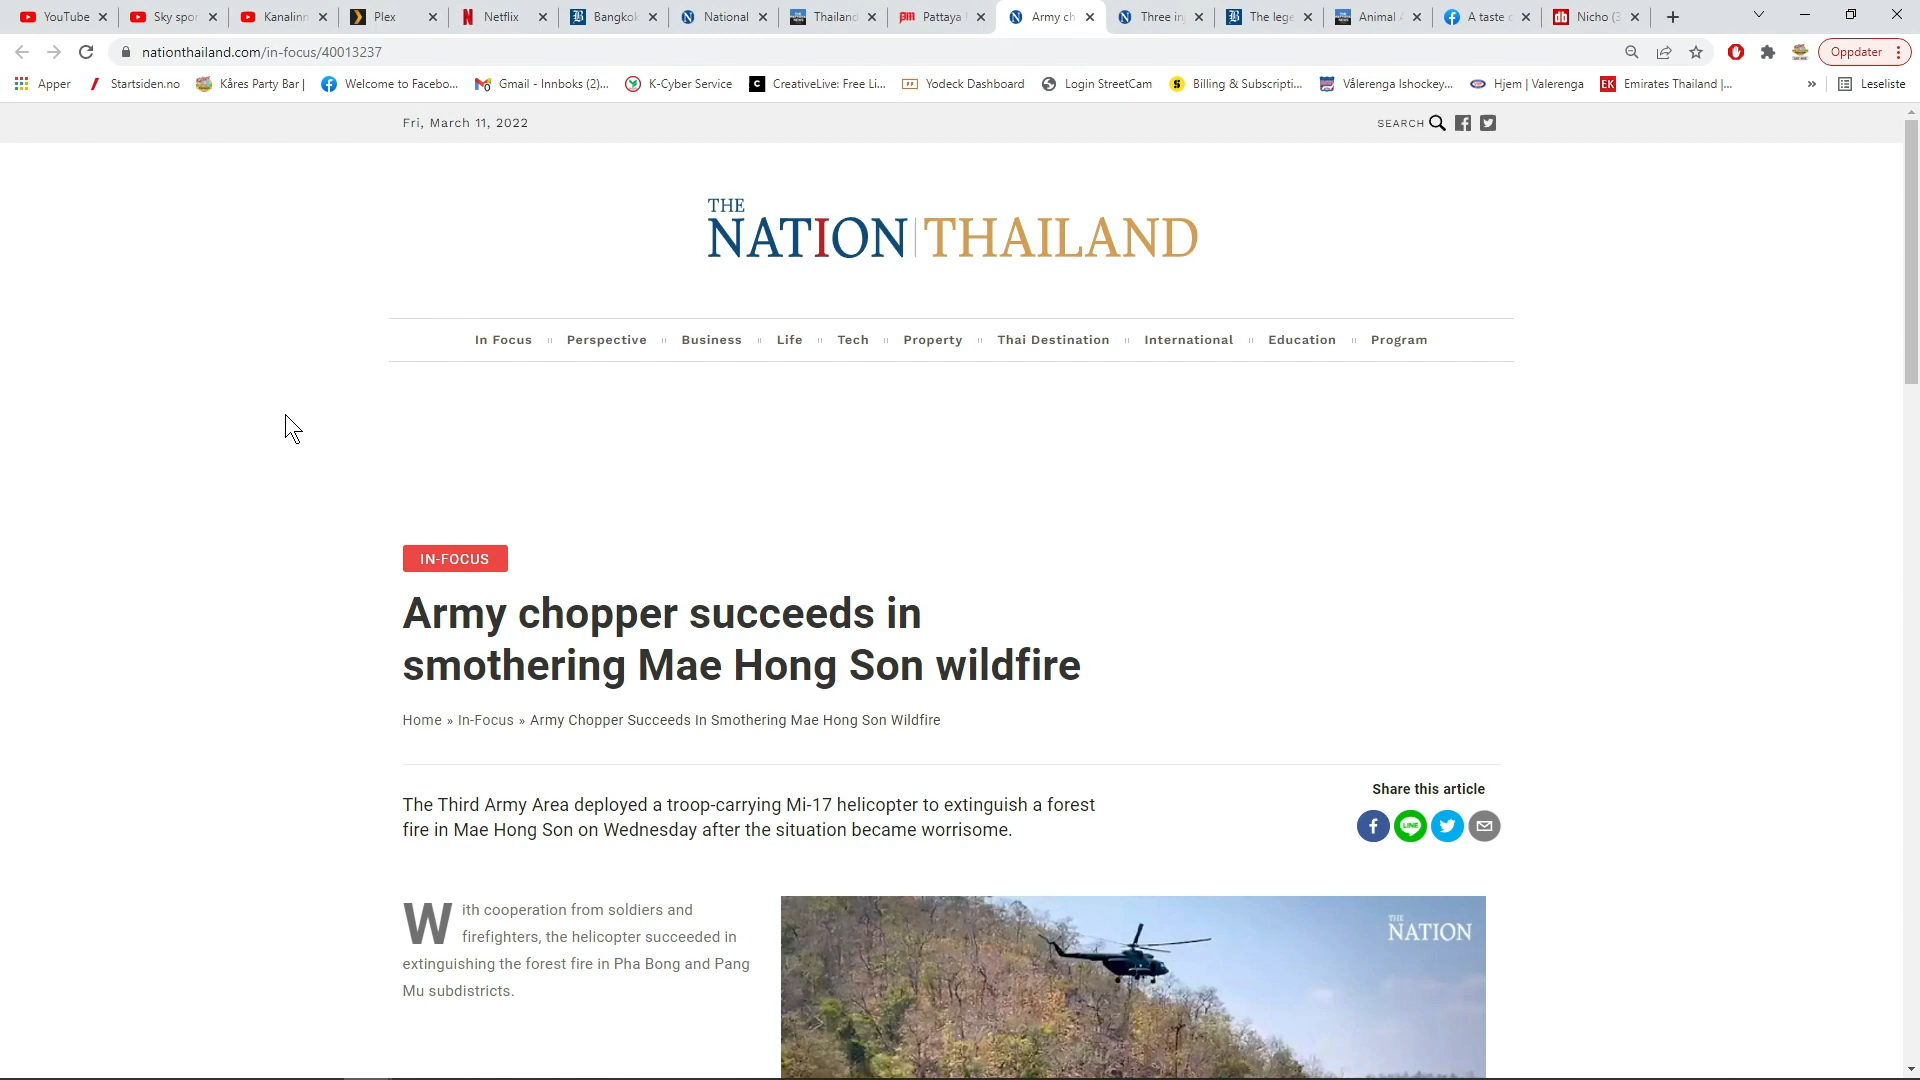 YouTube
Sky spor
Kanalinn
Plex
Netflix
Bangkok
National
Thailand
Pattaya
Army ch
Three in
The lege
Animal
A taste
Nicho (3
nationthailand.com/in-focus/40013237
Oppdater
Apper
Startsiden.no
Kåres Party Bar |
Welcome to Facebo...
Gmail - Innboks (2)...
K-Cyber Service
CreativeLive: Free Li...
Yodeck Dashboard
Login StreetCam
Billing & Subscripti...
Vålerenga Ishockey...
Hjem | Valerenga
EK
Emirates Thailand |...
»
Leseliste
Fri, March 11, 2022
SEARCH
THE
NATION THAILAND
In Focus
Perspective
Business
Life
Tech
Property
Thai Destination
International
Education
Program
IN-FOCUS
Army chopper succeeds in
smothering Mae Hong Son wildfire
Home » In-Focus » Army Chopper Succeeds In Smothering Mae Hong Son Wildfire
The Third Army Area deployed a troop-carrying Mi-17 helicopter to extinguish a forest
fire in Mae Hong Son on Wednesday after the situation became worrisome.
Share this article
LINE
With cooperation from soldiers and
firefighters, the helicopter succeeded in
extinguishing the forest fire in Pha Bong and Pang
Mu subdistricts.
THE
NATION